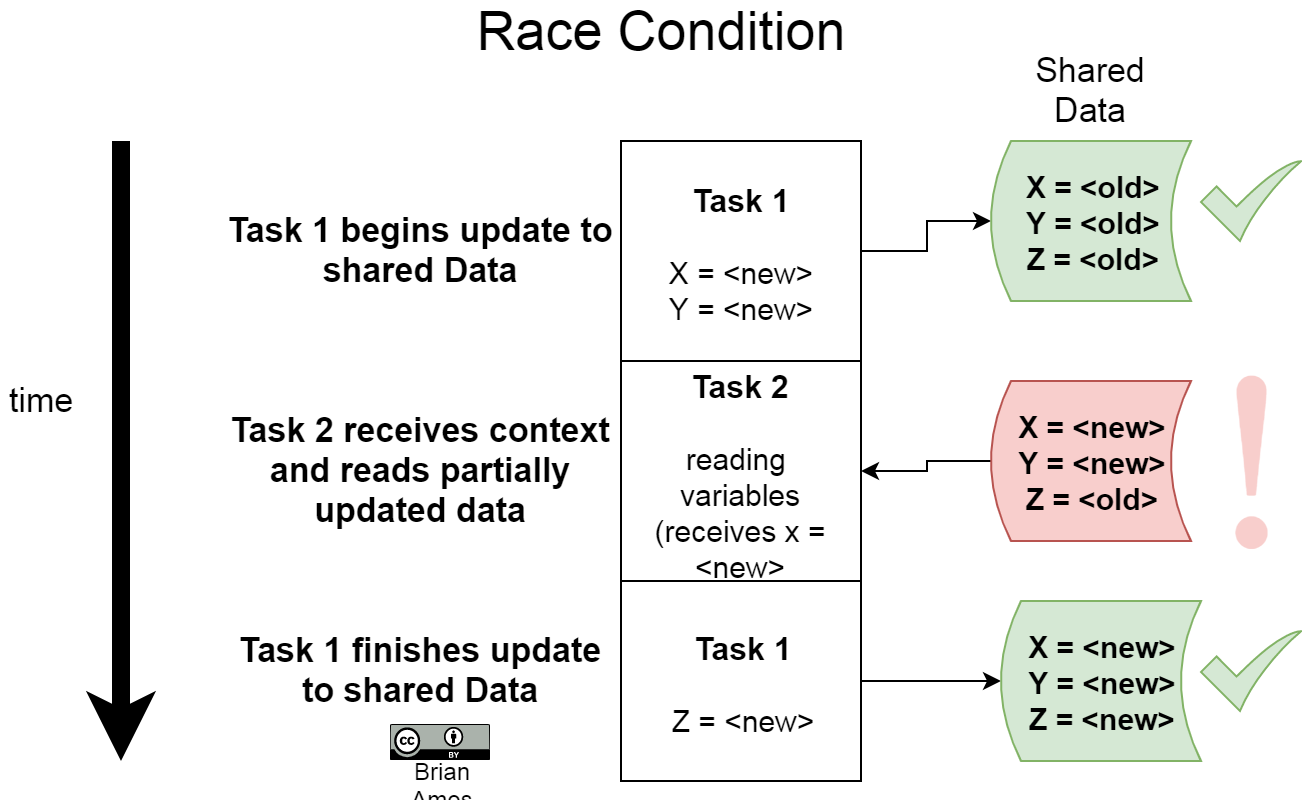 Race Condition
Shared
Data
time
Task 1 begins update to
shared Data
Task 1
X = <new>
Y = <new>
X = <old>
Y = <old>
Z = <old>
Task 2 receives context
and reads partially
updated data
Task 2
reading
variables
(receives x =
<new>
X = <new>
Y = <new>
Z = <old>
Task 1 finishes update
to shared Data
Task 1
Z = <new>
X = <new>
Y = <new>
Z = <new>
cc
BY
Brian
Amos